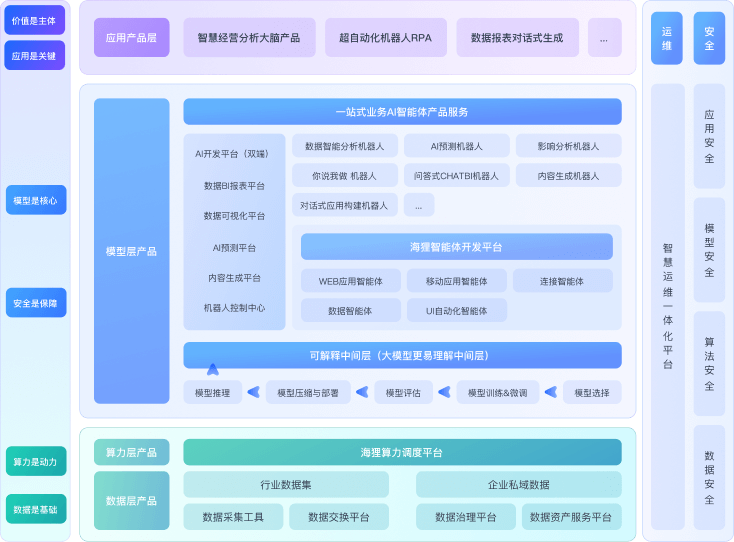 价值是主体
应用是关键
模型是核心
安全是保障
算力是动力
数据是基础
应用产品层
智慧经营分析大脑产品
超自动化机器人RPA
数据报表对话式生成
...
模型层产品
一站式业务AI智能体产品服务
AI开发平台（双端）
数据BI报表平台
数据可视化平台
AI预测平台
内容生成平台
机器人控制中心
数据智能分析机器人
AI预测机器人
影响分析机器人
你说我做 机器人
问答式CHATBI机器人
内容生成机器人
对话式应用构建机器人
...
海狸智能体开发平台
WEB应用智能体
移动应用智能体
连接智能体
数据智能体
UI自动化智能体
可解释中间层（大模型更易理解中间层）
模型推理
模型压缩与部署
模型评估
模型训练&微调
模型选择
算力层产品
海狸算力调度平台
数据层产品
行业数据集
企业私域数据
数据采集工具
数据交换平台
数据治理平台
数据资产服务平台
运维
智慧运维一体化平台
安全
应用安全
模型安全
算法安全
数据安全